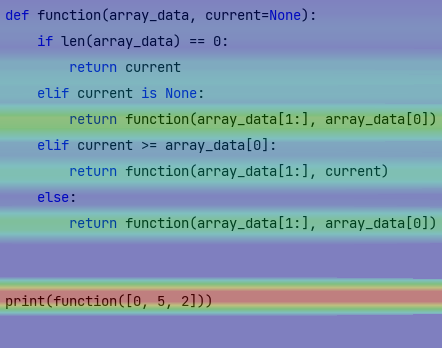 def function(array_data, current=None):
    if len(array_data) == 0:
        return current
    elif current is None:
        return function(array_data[1:], array_data[0])
    elif current >= array_data[0]:
        return function(array_data[1:], current)
    else:
        return function(array_data[1:], array_data[0])
print(function([0, 5, 2]))